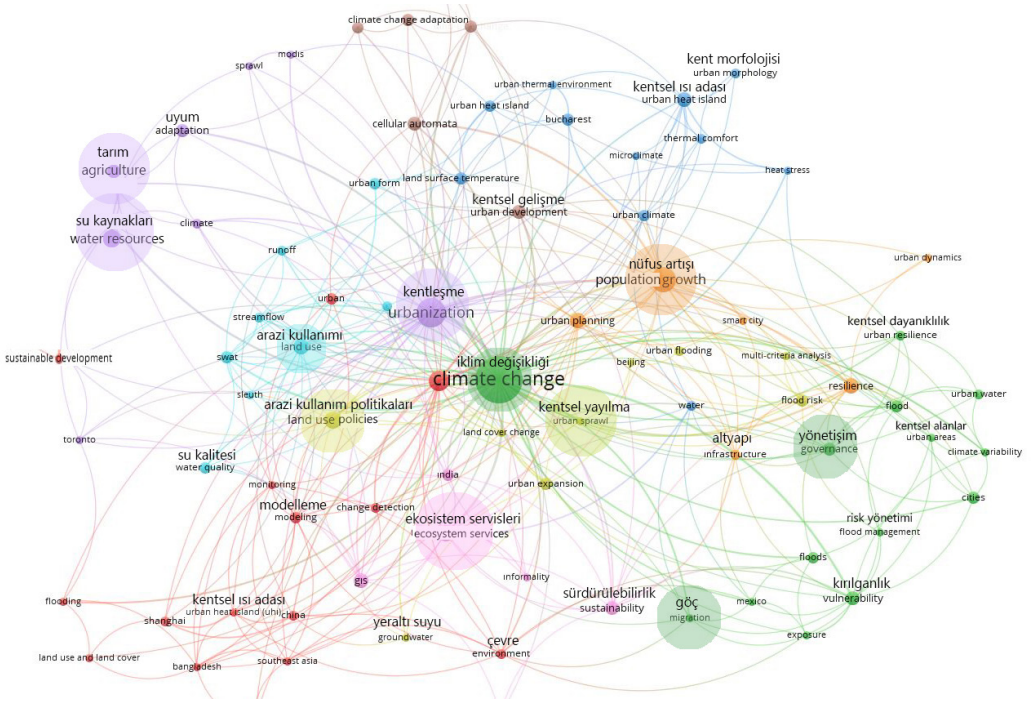 climate change adaptation
modis
sprawl
kent morfolojisi
urban morphology
urban thermal environment
kentsel ısı adası
urban heat island
urban heat island
bucharest
uyum
adaptation
cellular automata
thermal comfort
tarım
agriculture
microclimate
heat stress
land surface temperature
urban form
kentsel gelişme
urban development
su kaynakları
water resources
climate
urban climate
runoff
urban dynamics
nüfus artışı
population growth
kentleşme
urbanization
urban
streamflow
urban planning
smart city
kentsel dayanıklılık
urban resilience
arazi kullanımı
land use
sustainable development
swat
iklim değişikliği
climate change
beijing
urban flooding
multi-criteria analysis
resilience
sleuth
arazi kullanım politikaları
land use policies
kentsel yayılma
urban sprawl
water
flood risk
flood
urban water
toronto
land cover change
altyapı
infrastructure
yönetişim
governance
kentsel alanlar
urban areas
climate variability
su kalitesi
water quality
monitoring
india
urban expansion
cities
modelleme
modeling
change detection
ekosistem servisleri
ecosystem services
risk yönetimi
flood management
floods
gıs
informality
flooding
kentsel ısı adası
urban heat island (uhi)
china
shanghai
sürdürülebilirlik
sustainability
göç
migration
mexico
kırılganlık
vulnerability
yeraltı suyu
groundwater
exposure
land use and land cover
bangladesh
southeast asia
çevre
environment